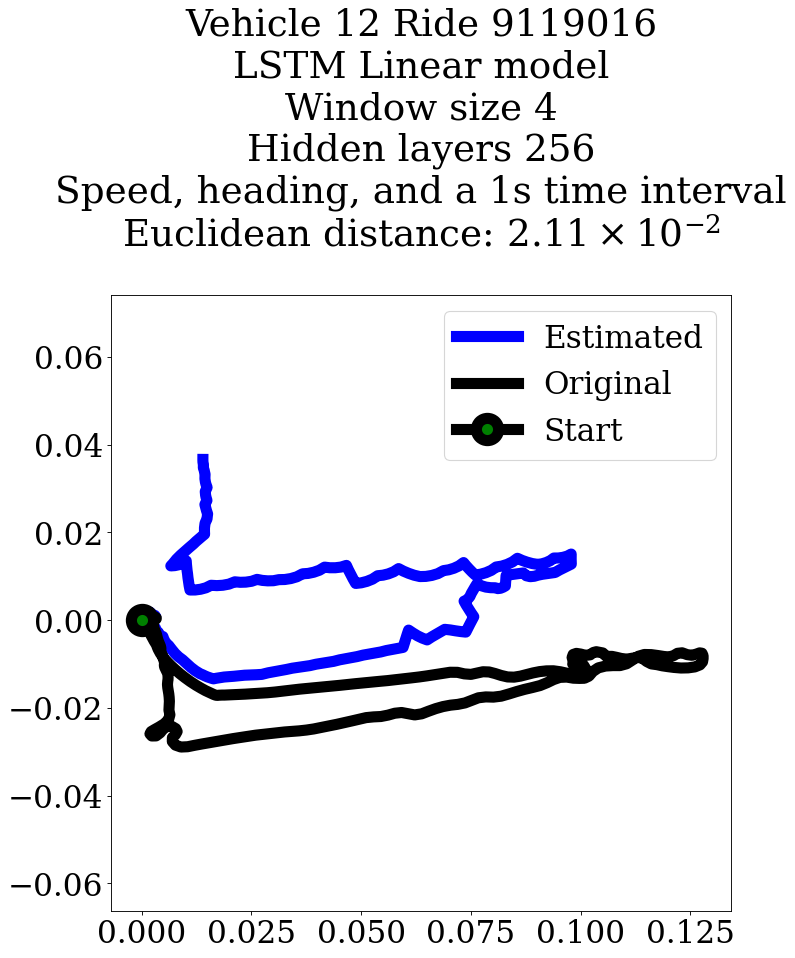 Vehicle 12 Ride 9119016
LSTM Linear model
Window size 4
Hidden layers 256
Speed, heading, and a 1s time interval
Euclidean distance: 2.11 × 10⁻²
Estimated
Original
Start
0.06
0.04
0.02
0.00
−0.02
−0.04
−0.06
0.000 0.025 0.050 0.075 0.100 0.125